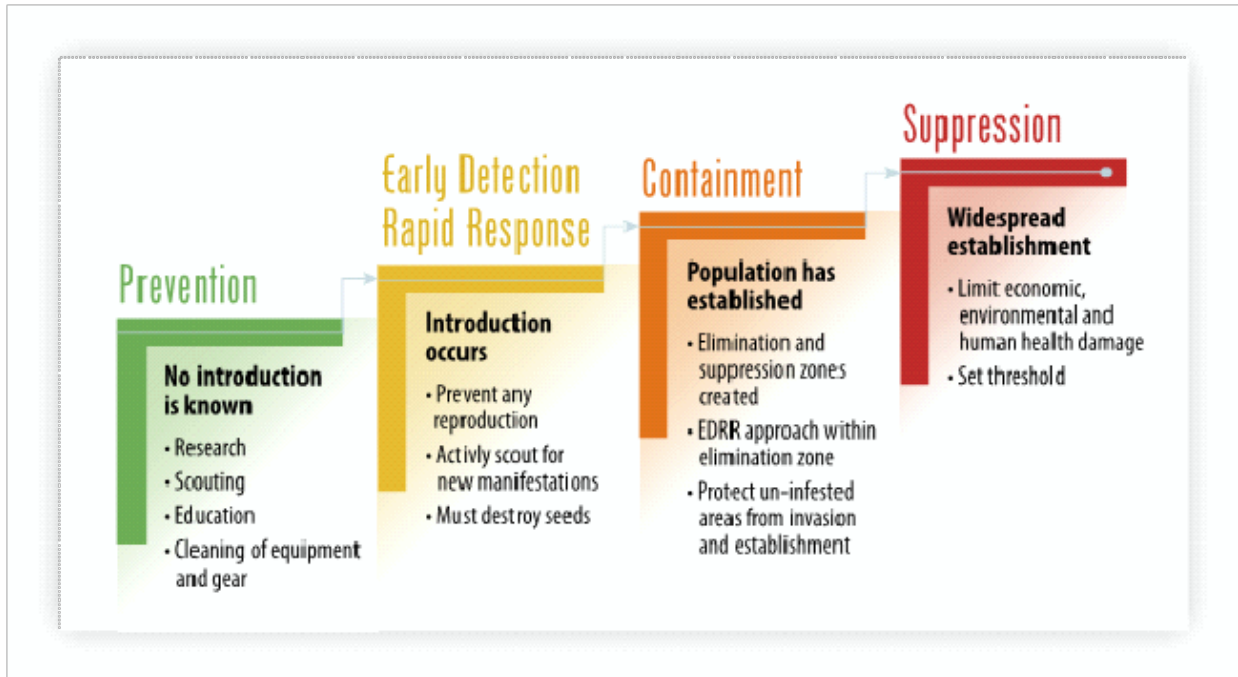 Prevention
No introduction
is known
• Research
• Scouting
• Education
• Cleaning of equipment
and gear
Early Detection
Rapid Response
Introduction
occurs
• Prevent any
reproduction
• Activly scout for
new manifestations
• Must destroy seeds
Containment
Population has
established
• Elimination and
suppression zones
created
• EDRR approach within
elimination zone
• Protect un-infested
areas from invasion
and establishment
Suppression
Widespread
establishment
• Limit economic,
environmental and
human health damage
• Set threshold